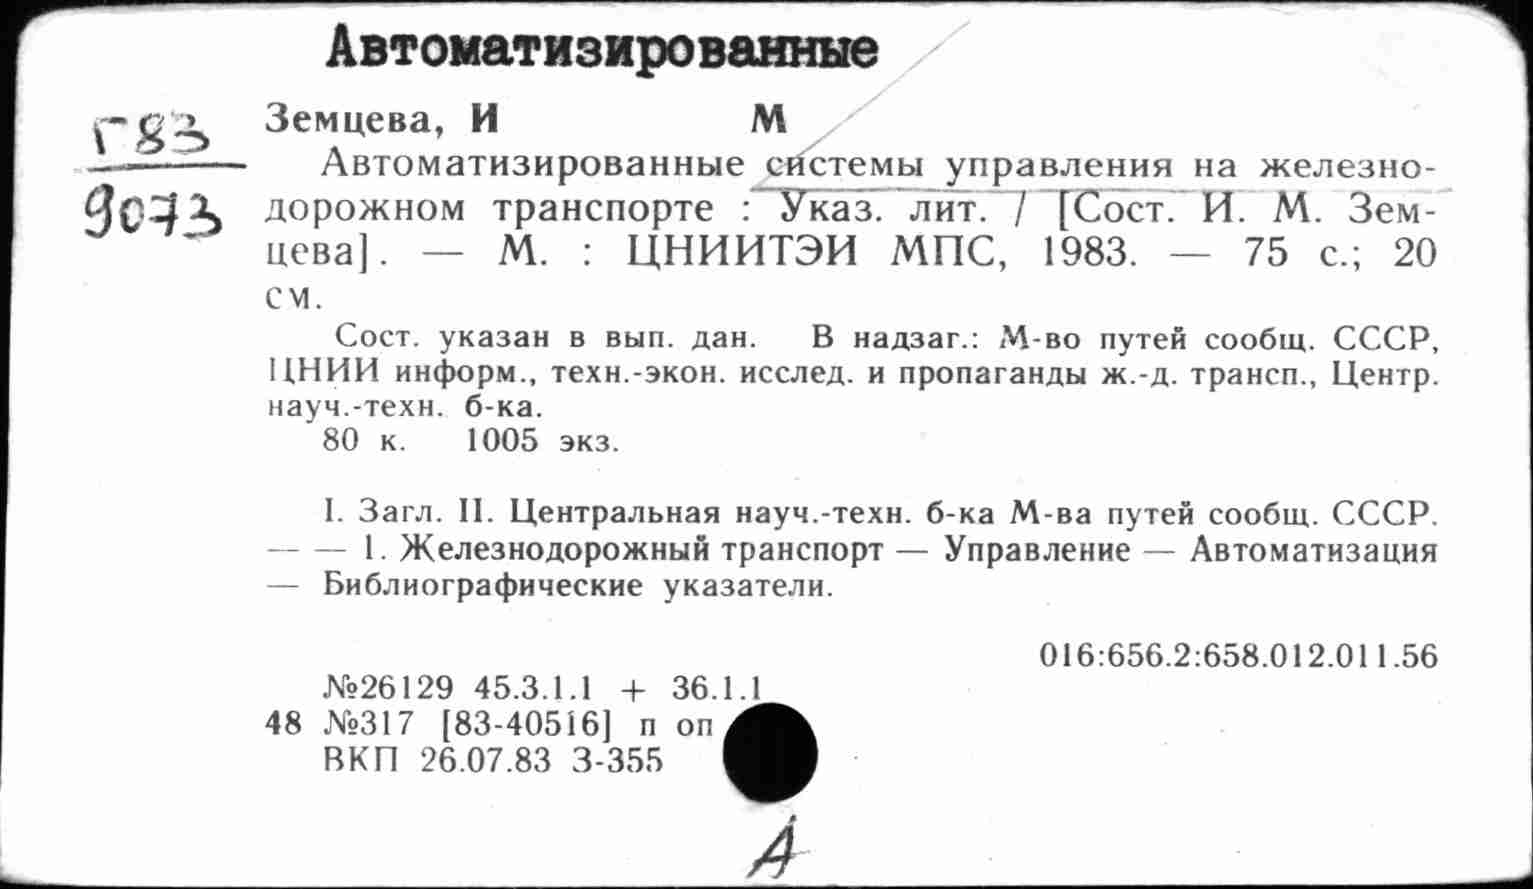 Автоматизированные
Г83
9073
Земцева, И М
Автоматизированные системы управления на железно-
дорожном транспорте : Указ. лит. / [Сост. И. М. Зем-
цева]. — М. : ЦНИИТЭИ МПС, 1983. — 75 с.; 20
см.
Сост. указан в вып. дан. В надзаг.: М-во путей сообщ. СССР,
ЦНИИ информ., техн.-экон. исслед. и пропаганды ж.-д. трансп., Центр.
науч.-техн. б-ка.
80 к. 1005 экз.
I. Загл. II. Центральная науч.-техн. б-ка М-ва путей сообщ. СССР.
— — 1. Железнодорожный транспорт — Управление — Автоматизация
— Библиографические указатели.
016:656.2:658.012.011.56
№26129 45.3.1.1 + 36.1.1
48 №317 [83-40516] п оп
ВКП 26.07.83 З-355
А